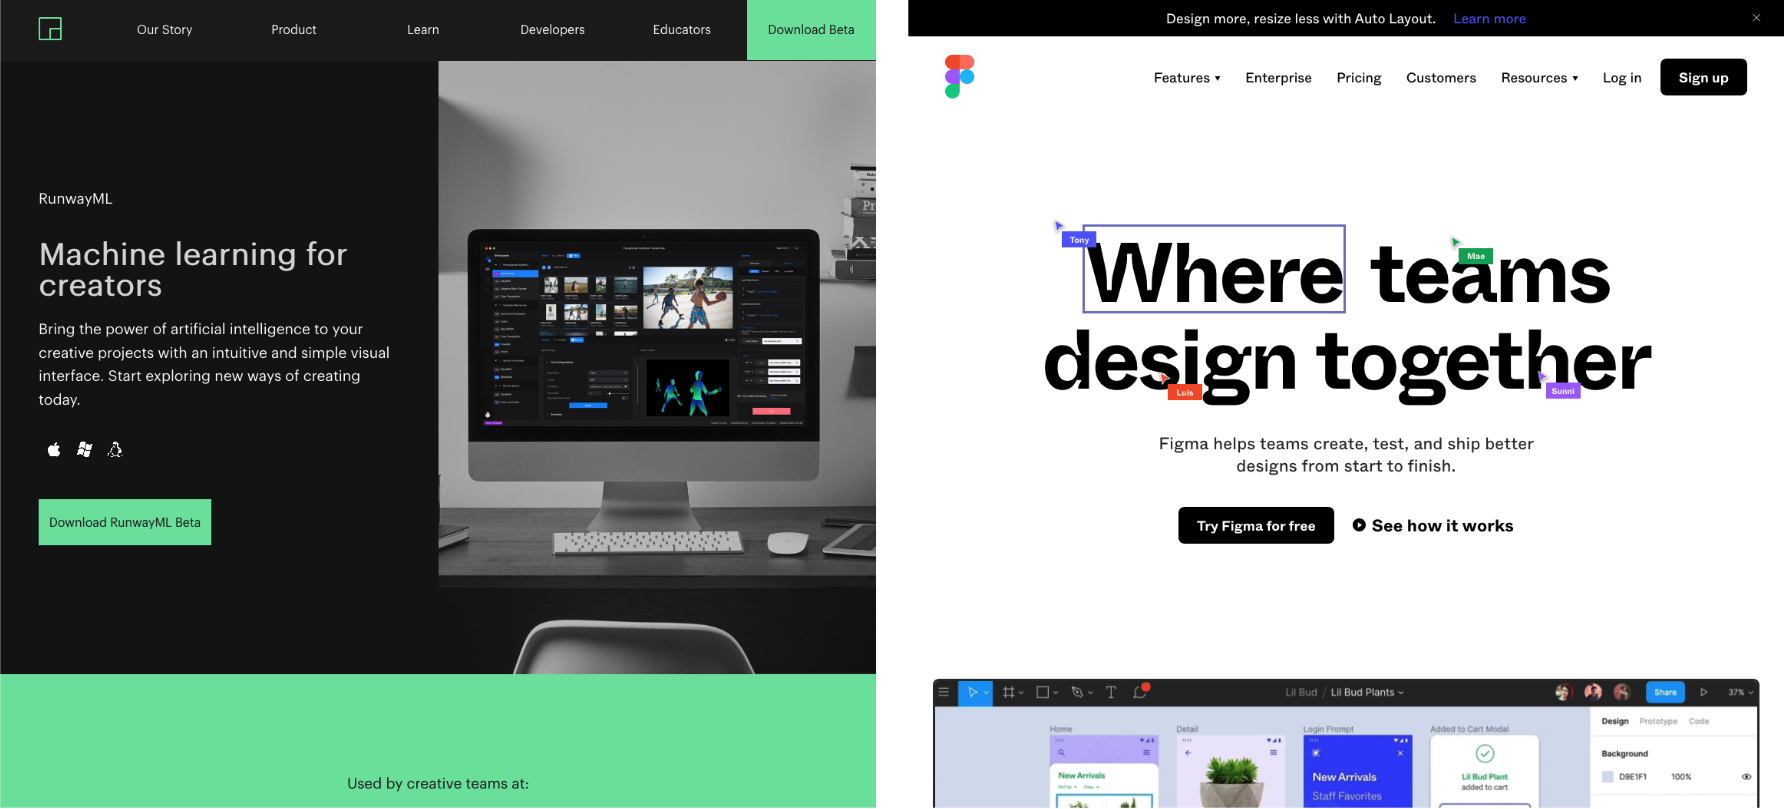 Our Story
Product
Learn
Developers
Educators
Download Beta
RunwayML
Machine learning for
creators
Bring the power of artificial intelligence to your
creative projects with an intuitive and simple visual
interface. Start exploring new ways of creating
today.
Download RunwayML Beta
Used by creative teams at:
Design more, resize less with Auto Layout. Learn more
Features
Enterprise
Pricing
Customers
Resources
Log in
Sign up
Tony
Mae
Where teams
design together
Luis
Sunni
Figma helps teams create, test, and ship better
designs from start to finish.
Try Figma for free
See how it works
Lil Bud / Lil Bud Plants
Share
37%
Home
Detail
Login Prompt
Added to Cart Modal
Design
Prototype
Code
Background
D9E1F1
100%
New Arrivals
New Arrivals
Staff Favorites
Lil Bud Plant
added to cart